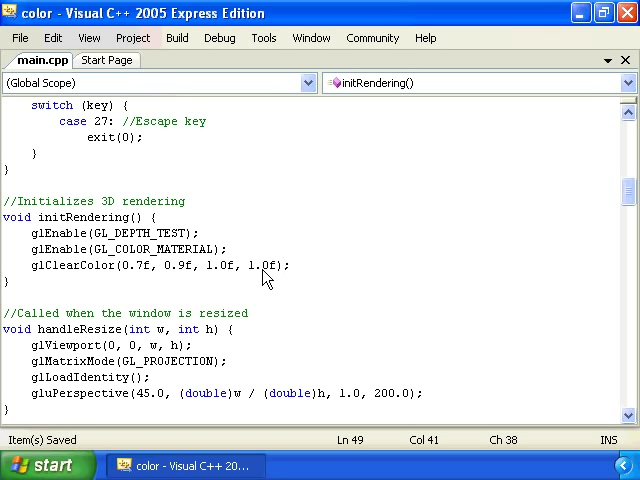 color - Visual C++ 2005 Express Edition
File Edit View Project Build Debug Tools Window Community Help
main.cpp Start Page
(Global Scope) initRendering()
switch (key) {
case 27: //Escape key
exit(0);
}
}
//Initializes 3D rendering
void initRendering() {
glEnable(GL_DEPTH_TEST);
glEnable(GL_COLOR_MATERIAL);
glClearColor(0.7f, 0.9f, 1.0f, 1.0f);
}
//Called when the window is resized
void handleResize(int w, int h) {
glViewport(0, 0, w, h);
glMatrixMode(GL_PROJECTION);
glLoadIdentity();
gluPerspective(45.0, (double)w / (double)h, 1.0, 200.0);
}
Item(s) Saved Ln 49 Col 41 Ch 38 INS
start color - Visual C++ 20...